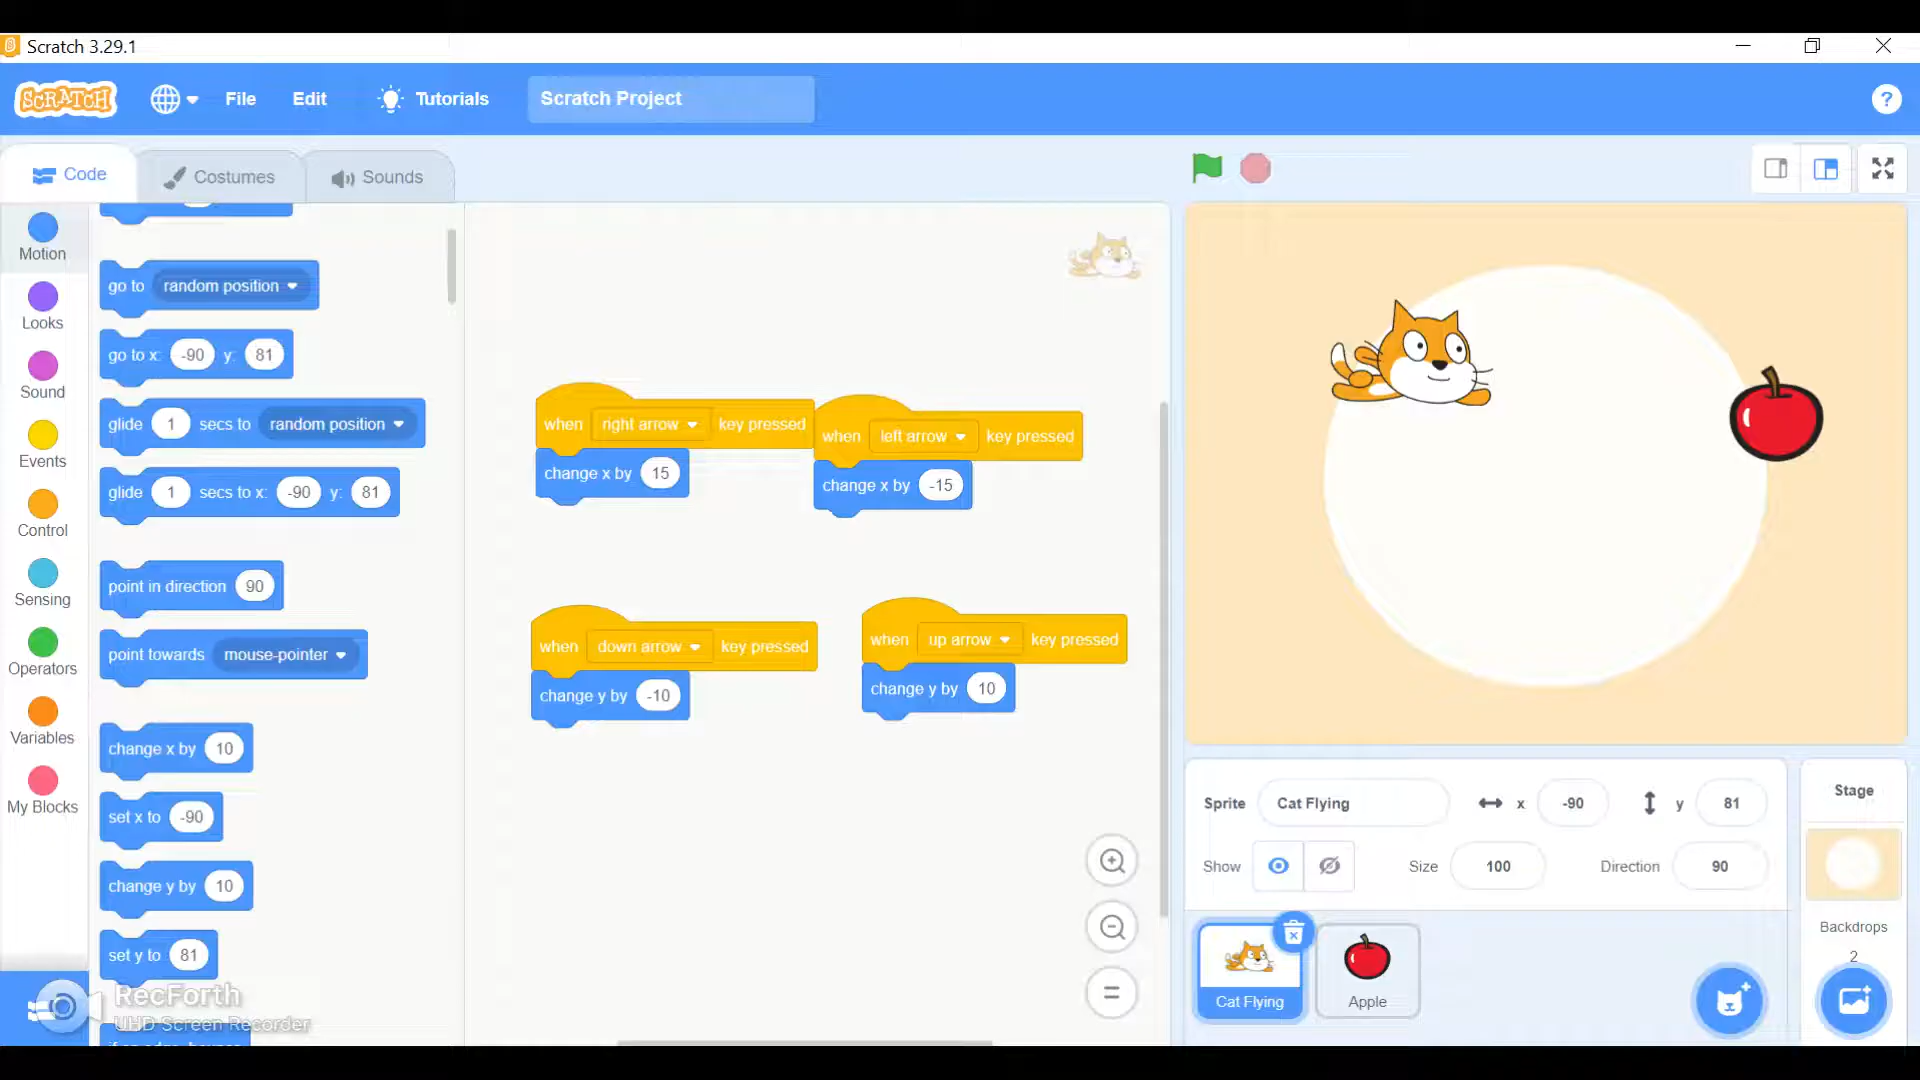 Scratch 3.29.1
SCRATCH
File
Edit
Tutorials
Scratch Project
?
Code
Costumes
Sounds
Motion
Looks
Sound
Events
Control
Sensing
Operators
Variables
My Blocks
go to random position
go to x: -90 y: 81
glide 1 secs to random position
glide 1 secs to x: -90 y: 81
point in direction 90
point towards mouse-pointer
change x by 10
set x to -90
change y by 10
set y to 81
if on edge, bounce
RecForth
UHD Screen Recorder
when right arrow key pressed
change x by 15
when left arrow key pressed
change x by -15
when down arrow key pressed
change y by -10
when up arrow key pressed
change y by 10
Sprite Cat Flying x -90 y 81
Show Size 100 Direction 90
Cat Flying
Apple
Stage
Backdrops
2